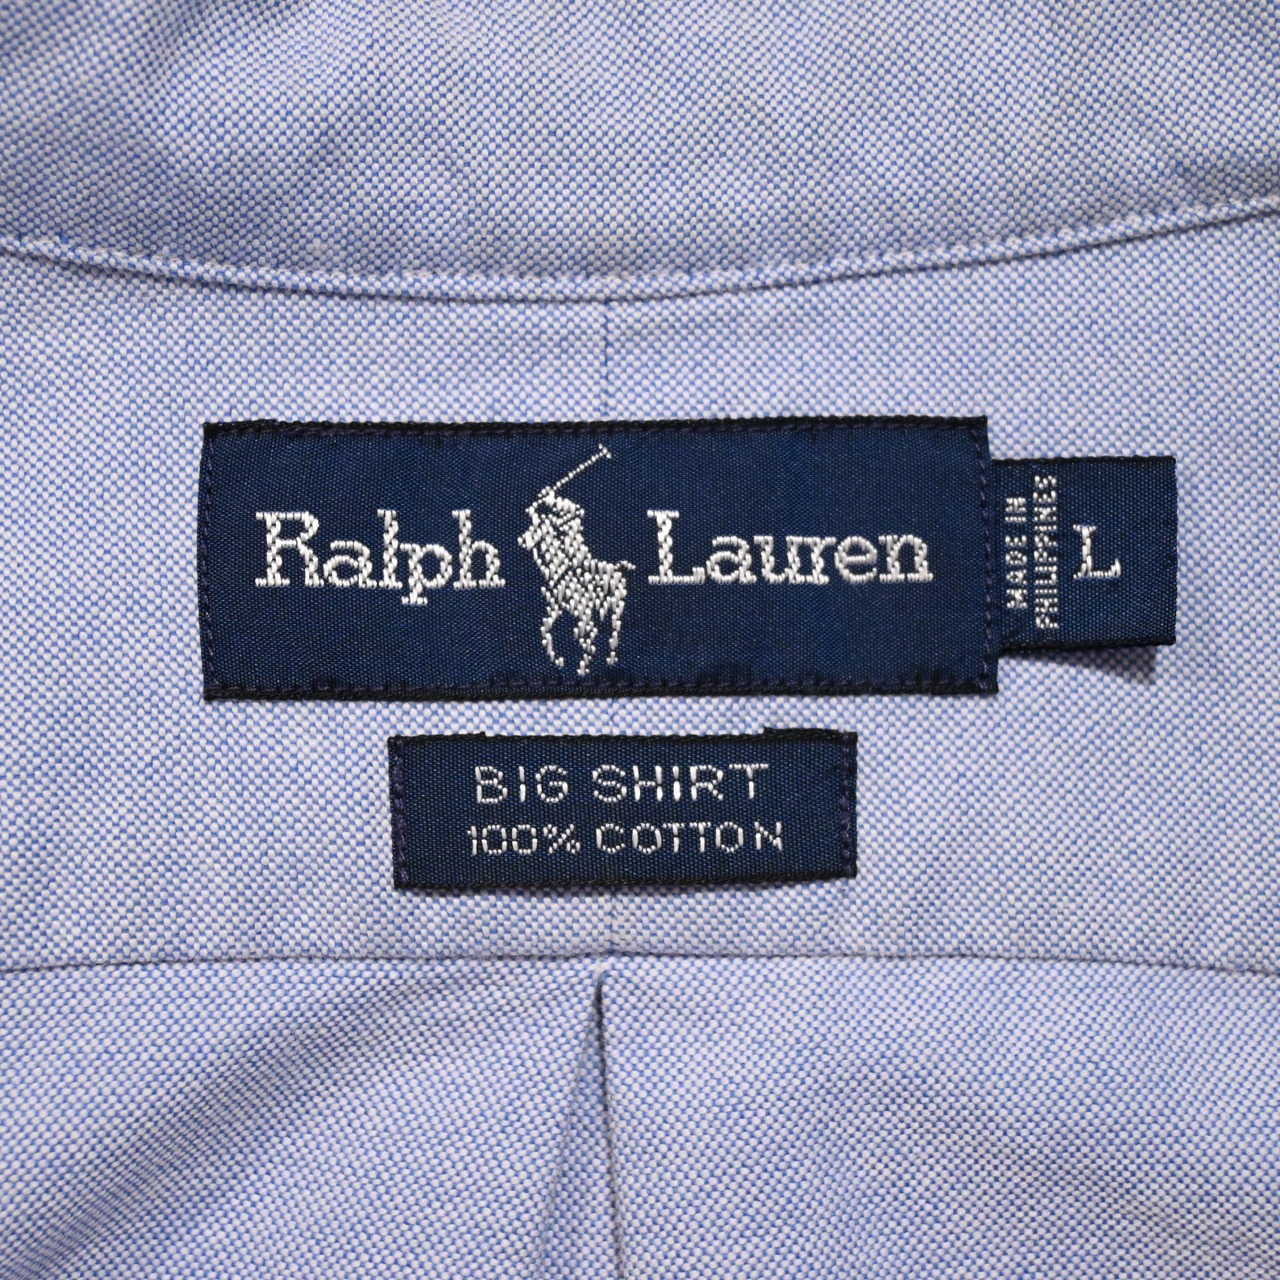 Ralph Lauren
MADE IN
PHILIPPINES
L
BIG SHIRT
100% COTTON